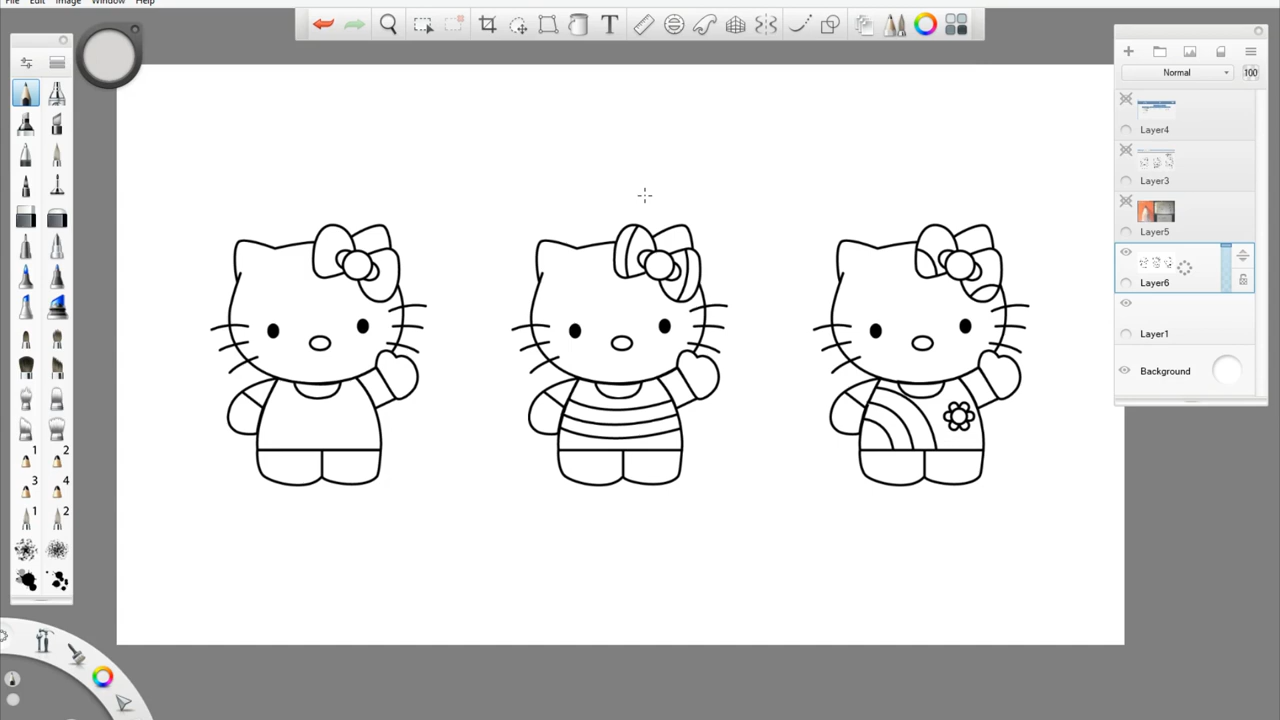 File Edit Image Window Help
Normal
100
Layer4
Layer3
Layer5
Layer6
Layer1
Background
1 2
3 4
1 2